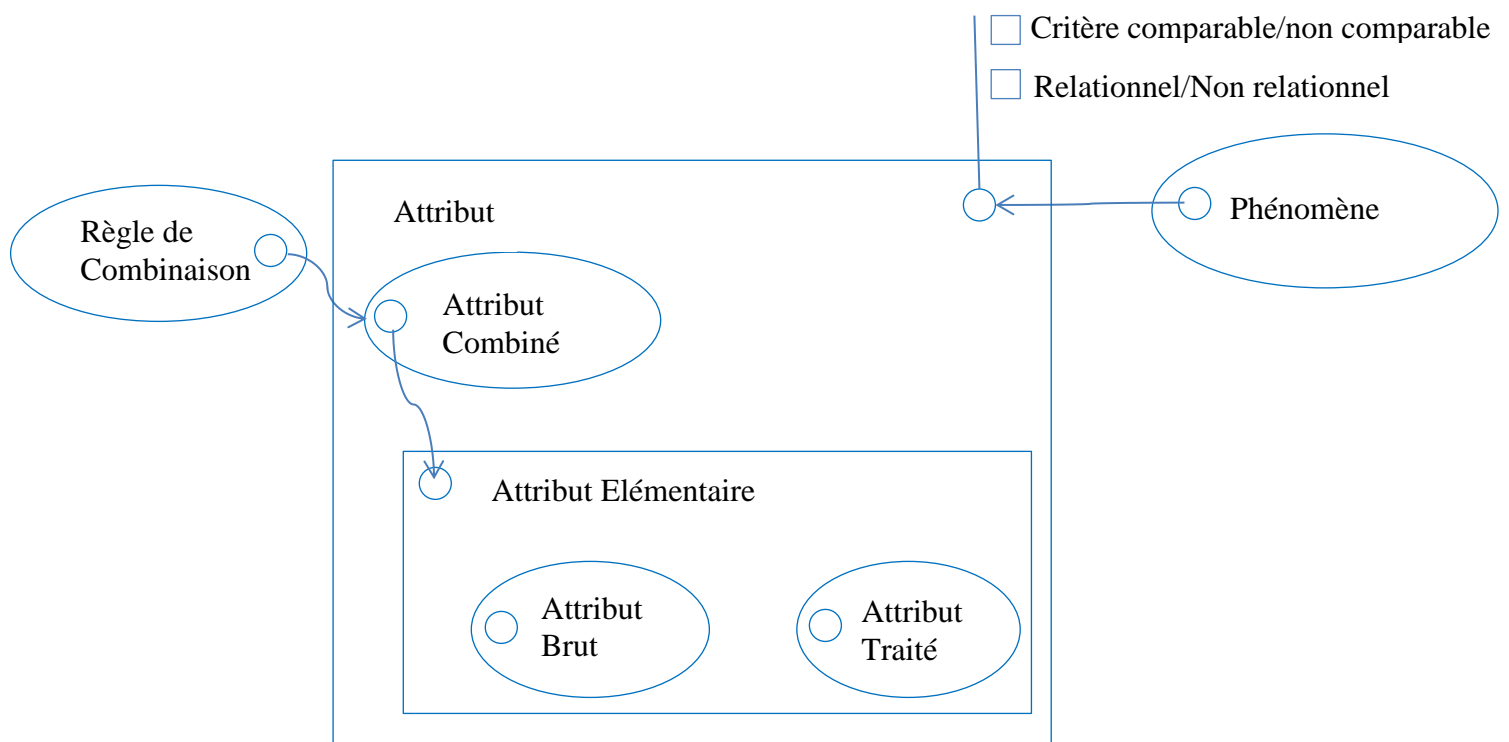 Critère comparable/non comparable
Relationnel/Non relationnel
Attribut
Phénomène
Règle de
Combinaison
Attribut
Combiné
Attribut Elémentaire
Attribut
Brut
Attribut
Traité